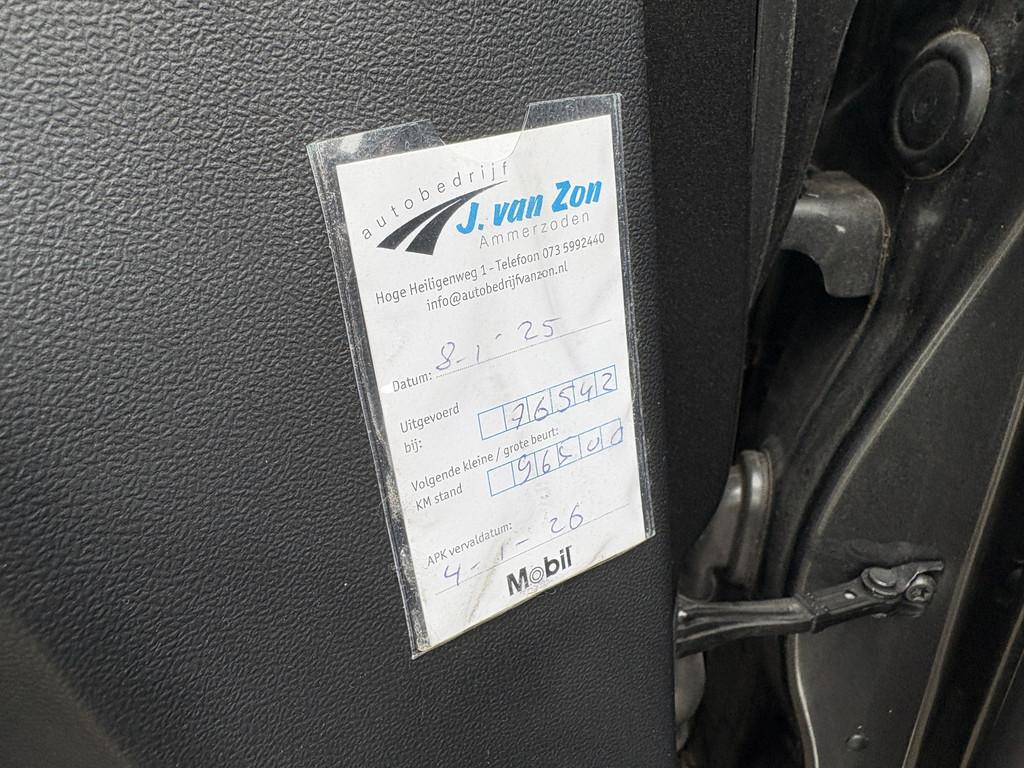 autobedrijf
J. van Zon
Ammerzoden
Hoge Heiligenweg 1 - Telefoon 073 5992440
info@autobedrijfvanzon.nl
Datum: 8-1-25
Uitgevoerd
bij: 76542
Volgende kleine / grote beurt:
KM stand 96500
APK vervaldatum:
4-1-26
Mobil